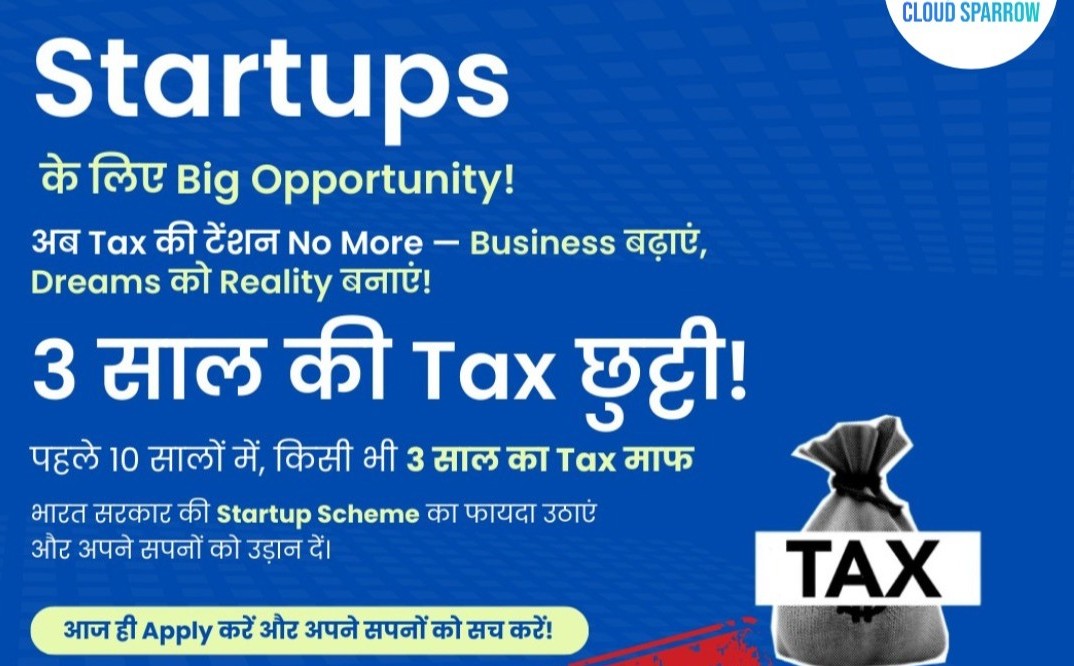 CLOUD SPARROW
Startups
के लिए Big Opportunity!
अब Tax की टेंशन No More — Business बढ़ाएं,
Dreams को Reality बनाएं!
3 साल की Tax छुट्टी!
पहले 10 सालों में, किसी भी 3 साल का Tax माफ
भारत सरकार की Startup Scheme का फायदा उठाएं
और अपने सपनों को उड़ान दें।
TAX
आज ही Apply करें और अपने सपनों को सच करें!